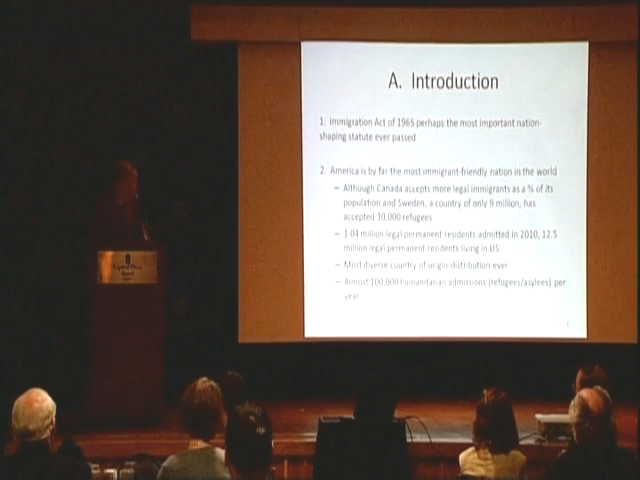 A. Introduction
1. Immigration Act of 1965 perhaps the most important nation-
shaping statute ever passed
2. America is by far the most immigrant-friendly nation in the world
– Although Canada accepts more legal immigrants as a % of its
population and Sweden, a country of only 9 million, has
accepted 30,000 refugees
– 1.04 million legal permanent residents admitted in 2010, 12.5
million legal permanent residents living in US
– Most diverse country of origin distribution ever
– Almost 100,000 humanitarian admissions (refugees/asylees) per
year